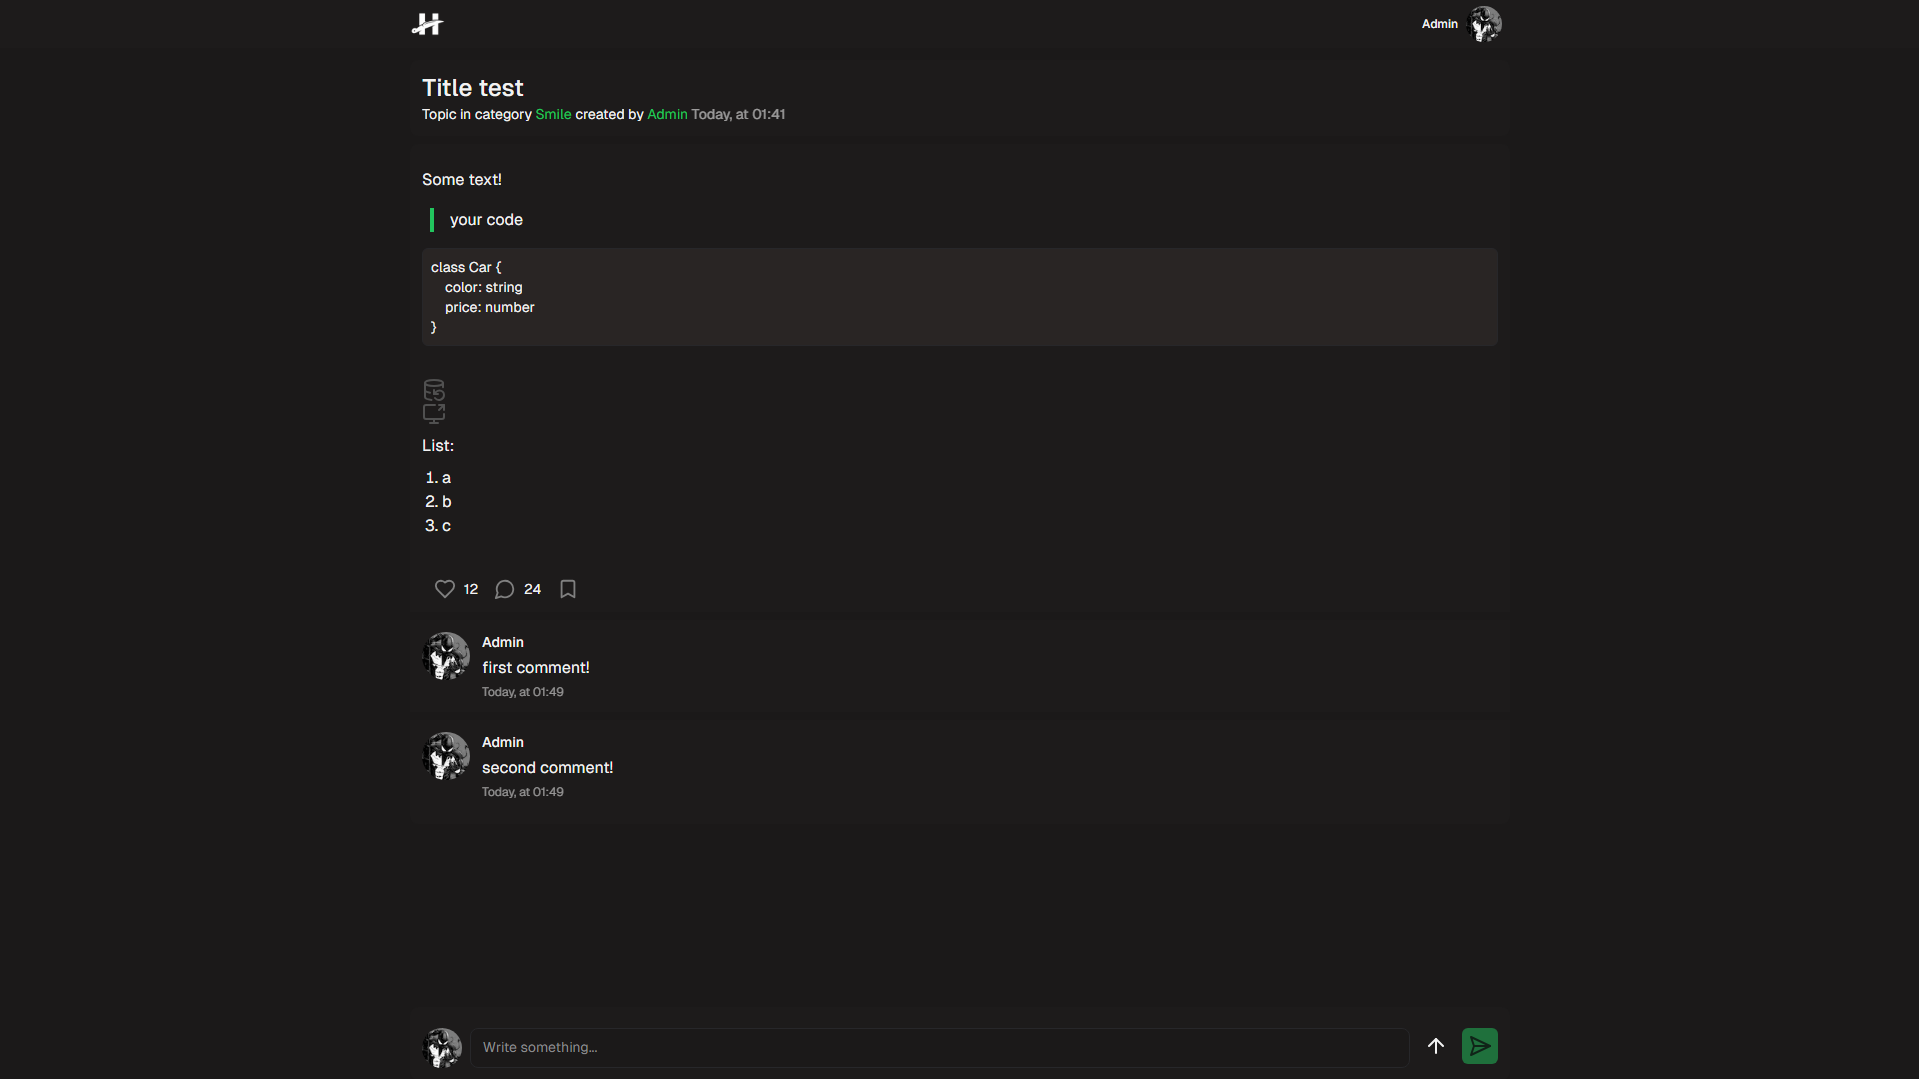 H
Admin
Title test
Topic in category Smile created by Admin Today, at 01:41
Some text!
your code
class Car {
    color: string
    price: number
}
List:
1. a
2. b
3. c
12 24
Admin
first comment!
Today, at 01:49
Admin
second comment!
Today, at 01:49
Write something...